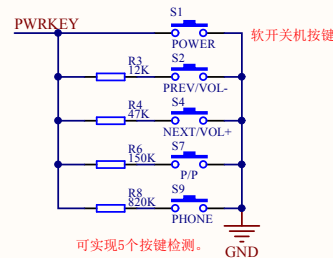 PWRKEY
S1
POWER
软开关机按键
R3
12K
S2
PREV/VOL-
R4
47K
S4
NEXT/VOL+
R6
150K
S7
P/P
R8
820K
S9
PHONE
可实现5个按键检测。
GND